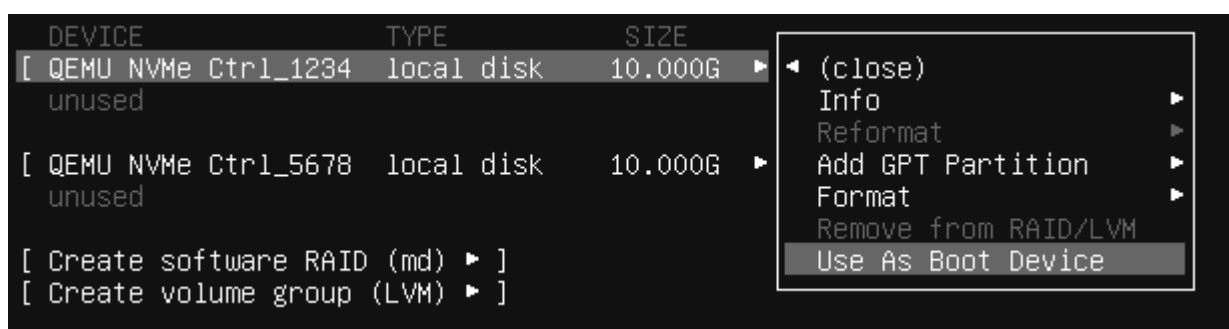 DEVICE TYPE SIZE
[ QEMU NVMe Ctrl_1234 local disk 10.000G ▸
unused
[ QEMU NVMe Ctrl_5678 local disk 10.000G ▸
unused
[ Create software RAID (md) ▸ ]
[ Create volume group (LVM) ▸ ]
◂ (close)
Info ▸
Reformat ▸
Add GPT Partition ▸
Format ▸
Remove from RAID/LVM
Use As Boot Device